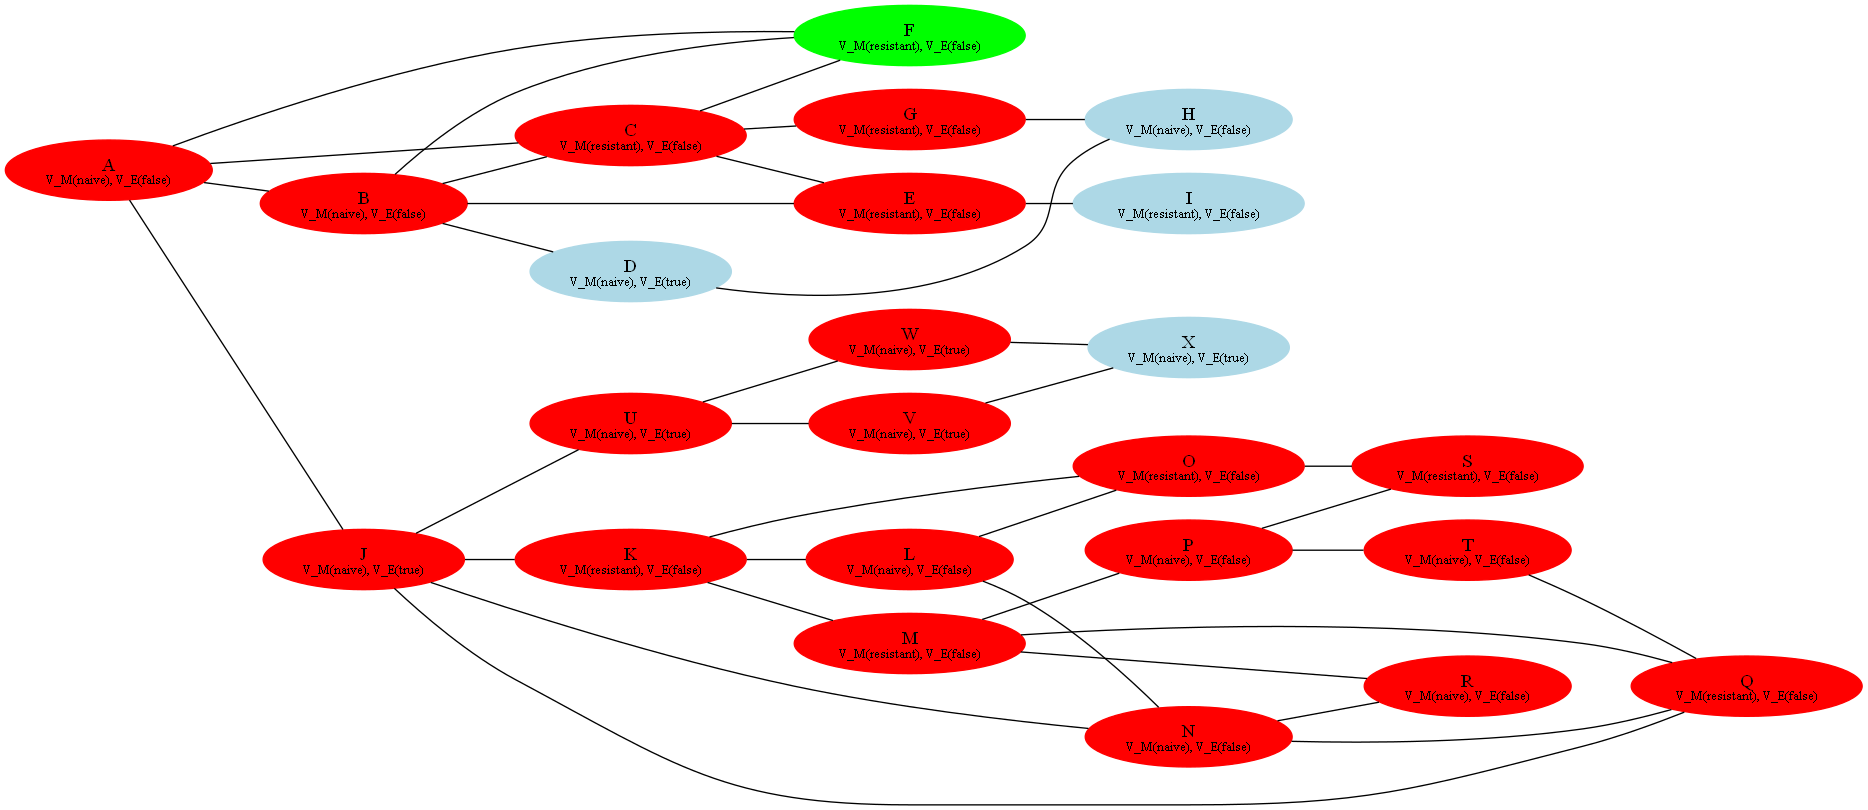 F
V_M(resistant), V_E(false)
A
V_M(naive), V_E(false)
C
V_M(resistant), V_E(false)
G
V_M(resistant), V_E(false)
H
V_M(naive), V_E(false)
B
V_M(naive), V_E(false)
E
V_M(resistant), V_E(false)
I
V_M(resistant), V_E(false)
D
V_M(naive), V_E(true)
W
V_M(naive), V_E(true)
X
V_M(naive), V_E(true)
U
V_M(naive), V_E(true)
V
V_M(naive), V_E(true)
O
V_M(resistant), V_E(false)
S
V_M(resistant), V_E(false)
J
V_M(naive), V_E(true)
K
V_M(resistant), V_E(false)
L
V_M(naive), V_E(false)
P
V_M(naive), V_E(false)
T
V_M(naive), V_E(false)
M
V_M(resistant), V_E(false)
R
V_M(naive), V_E(false)
Q
V_M(resistant), V_E(false)
N
V_M(naive), V_E(false)